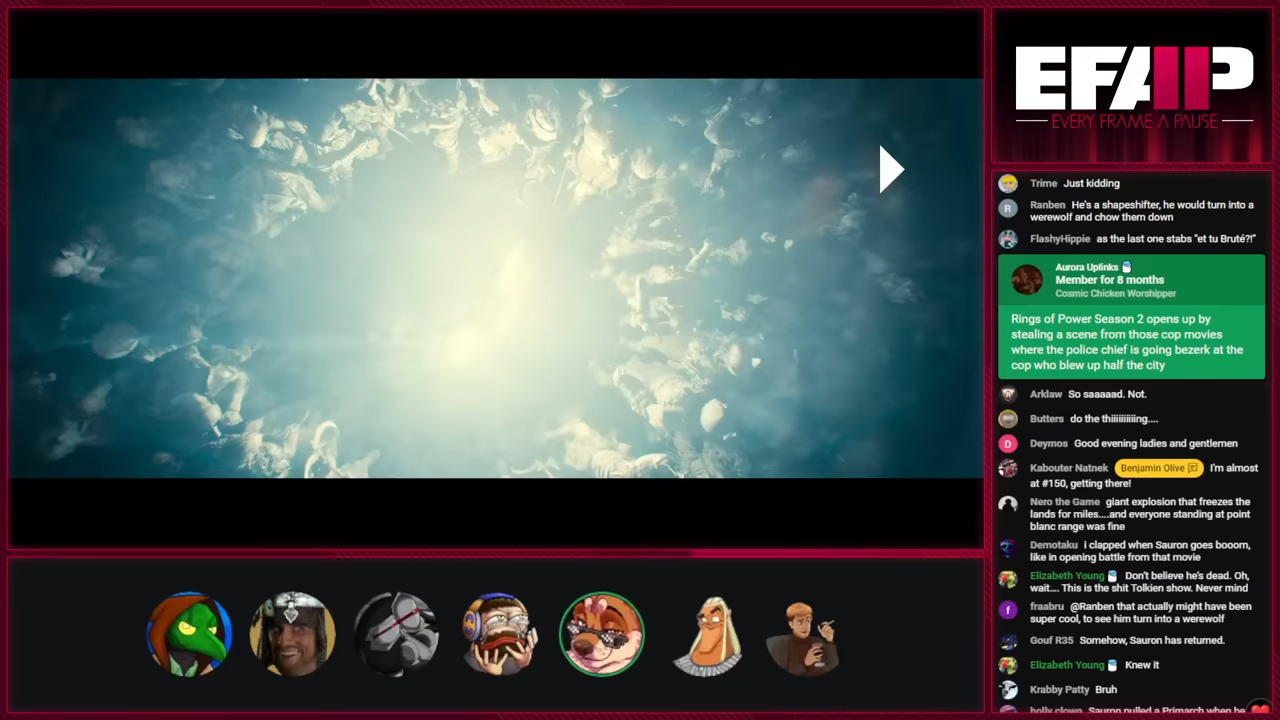 EFAP
EVERY FRAME A PAUSE
Trime Just kidding
R
Ranben He's a shapeshifter, he would turn into a
werewolf and chow them down
FlashyHippie as the last one stabs "et tu Bruté?!"
Aurora Uplinks
Member for 8 months
Cosmic Chicken Worshipper
Rings of Power Season 2 opens up by
stealing a scene from those cop movies
where the police chief is going bezerk at the
cop who blew up half the city
Arklaw So saaaaad. Not.
Butters do the thiiiiiiiiiing....
D
Deymos Good evening ladies and gentlemen
Kabouter Natnek Benjamin Olive I'm almost
at #150, getting there!
Nero the Game giant explosion that freezes the
lands for miles....and everyone standing at point
blanc range was fine
Demotaku i clapped when Sauron goes booom,
like in opening battle from that movie
Elizabeth Young Don't believe he's dead. Oh,
wait.... This is the shit Tolkien show. Never mind
f
fraabru @Ranben that actually might have been
super cool, to see him turn into a werewolf
Gouf R35 Somehow, Sauron has returned.
Elizabeth Young Knew it
Krabby Patty Bruh
holly clown Sauron pulled a Primarch when he